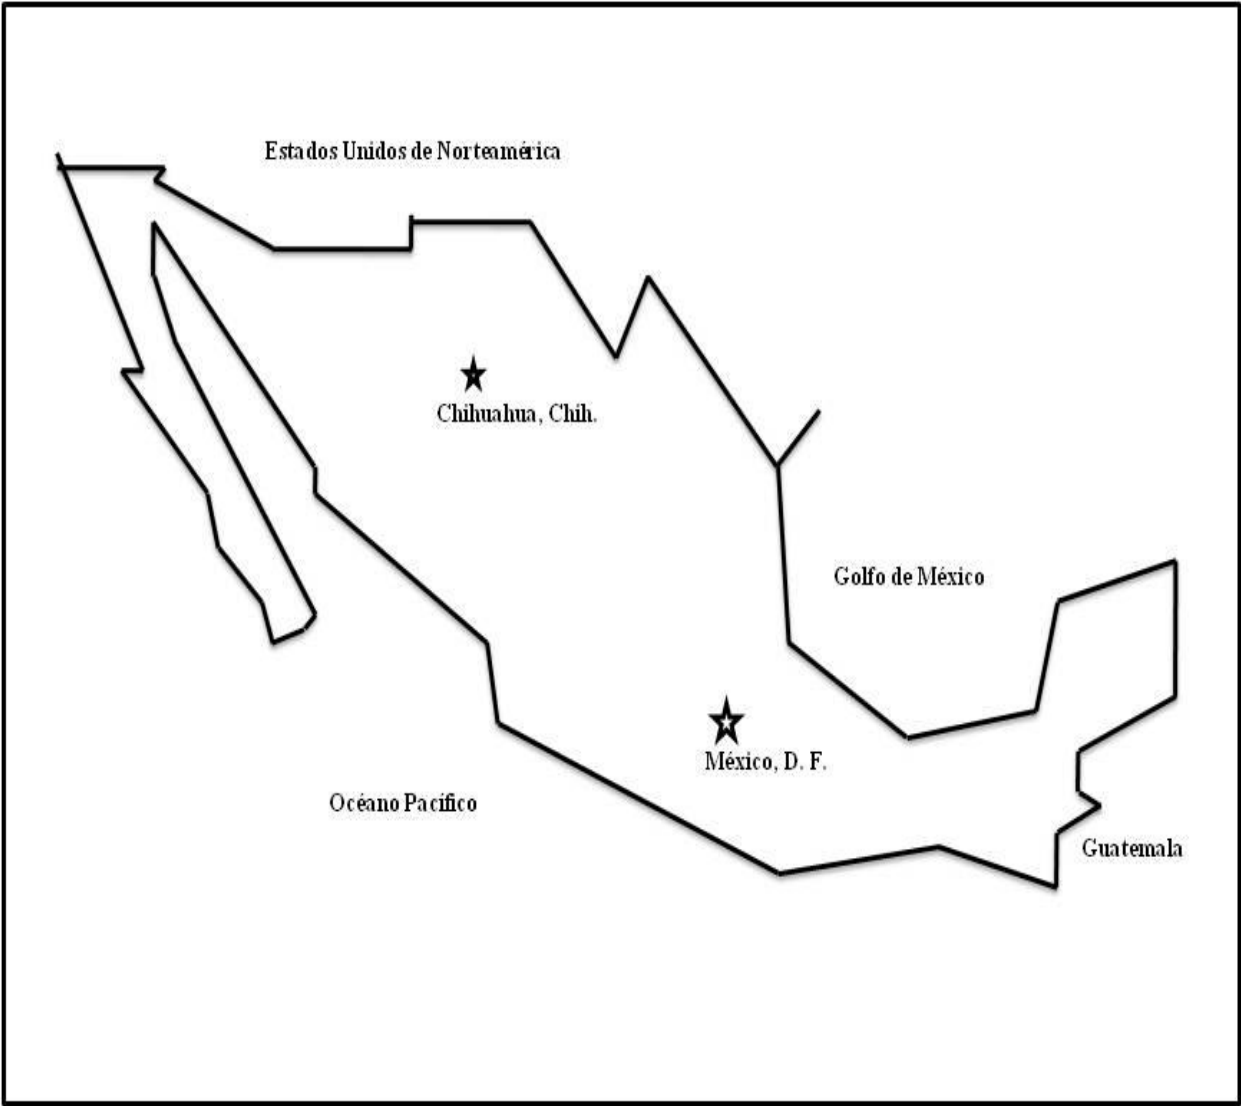 Estados Unidos de Norteamérica
Chihuahua, Chih.
Golfo de México
México, D. F.
Océano Pacífico
Guatemala